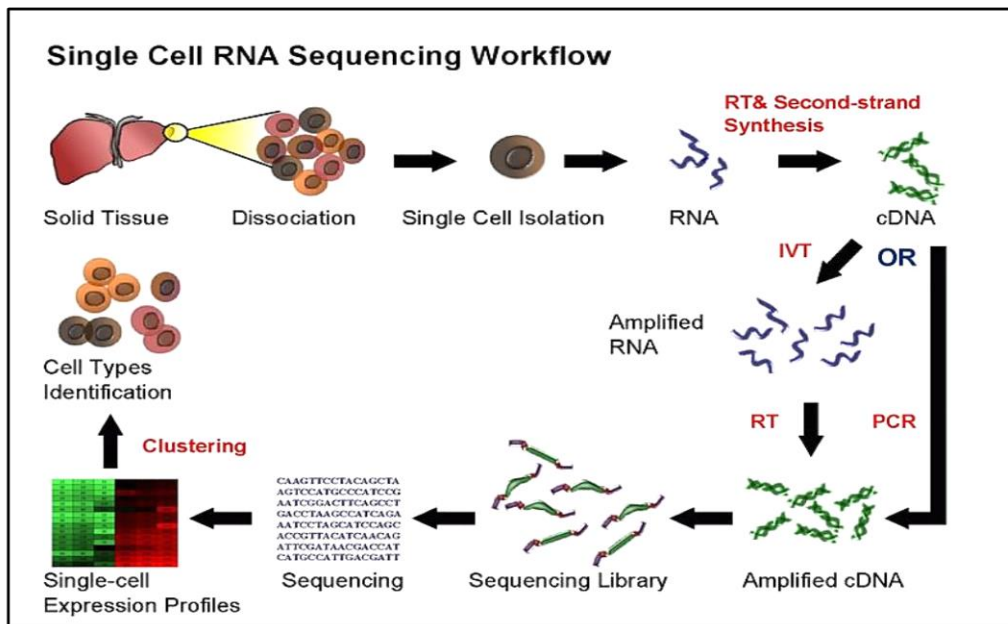 Single Cell RNA Sequencing Workflow
RT& Second-strand
Synthesis
Solid Tissue
Dissociation
Single Cell Isolation
RNA
cDNA
IVT
OR
Amplified
RNA
Cell Types
Identification
RT
PCR
Clustering
CAAGTTCCTACAGCTA
AGTCCATGCCCATCCG
AATCGGACTTCAGCCT
GACCTAAGCCATCAGA
AATCCTAGCATCCAGC
ACCGTTACATCAACAG
ATTCGATAACGACCAT
CATGCCATTGACGATT
Single-cell
Expression Profiles
Sequencing
Sequencing Library
Amplified cDNA